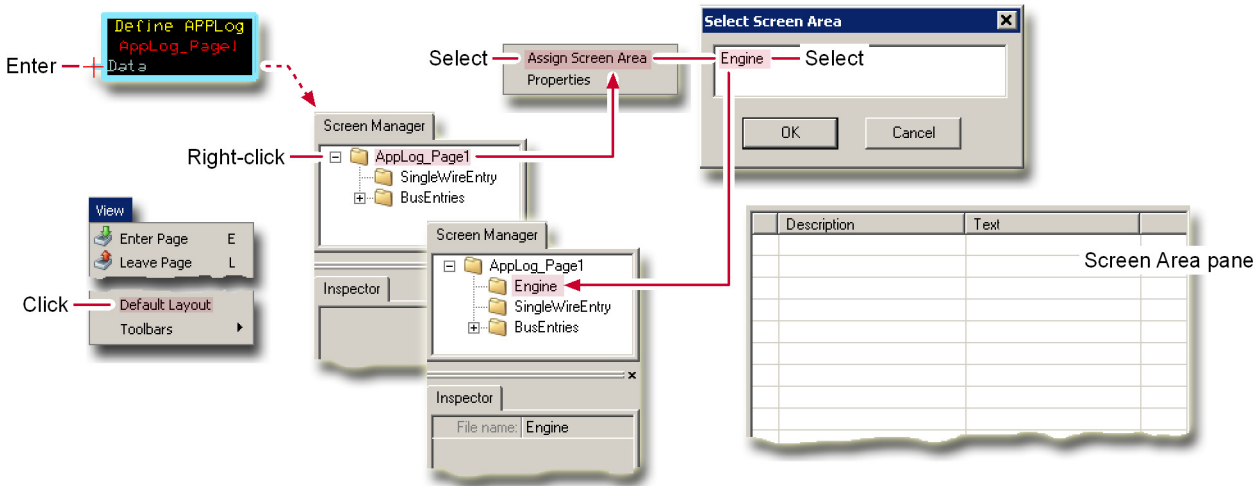 Define APPLog
AppLog_Page1
Enter
Data
Select
Assign Screen Area
Properties
Select Screen Area
Engine
Select
OK
Cancel
Screen Manager
Right-click
AppLog_Page1
SingleWireEntry
BusEntries
Inspector
View
Enter Page E
Leave Page L
Click
Default Layout
Toolbars
Screen Manager
AppLog_Page1
Engine
SingleWireEntry
BusEntries
Inspector
File name: Engine
Description Text
Screen Area pane